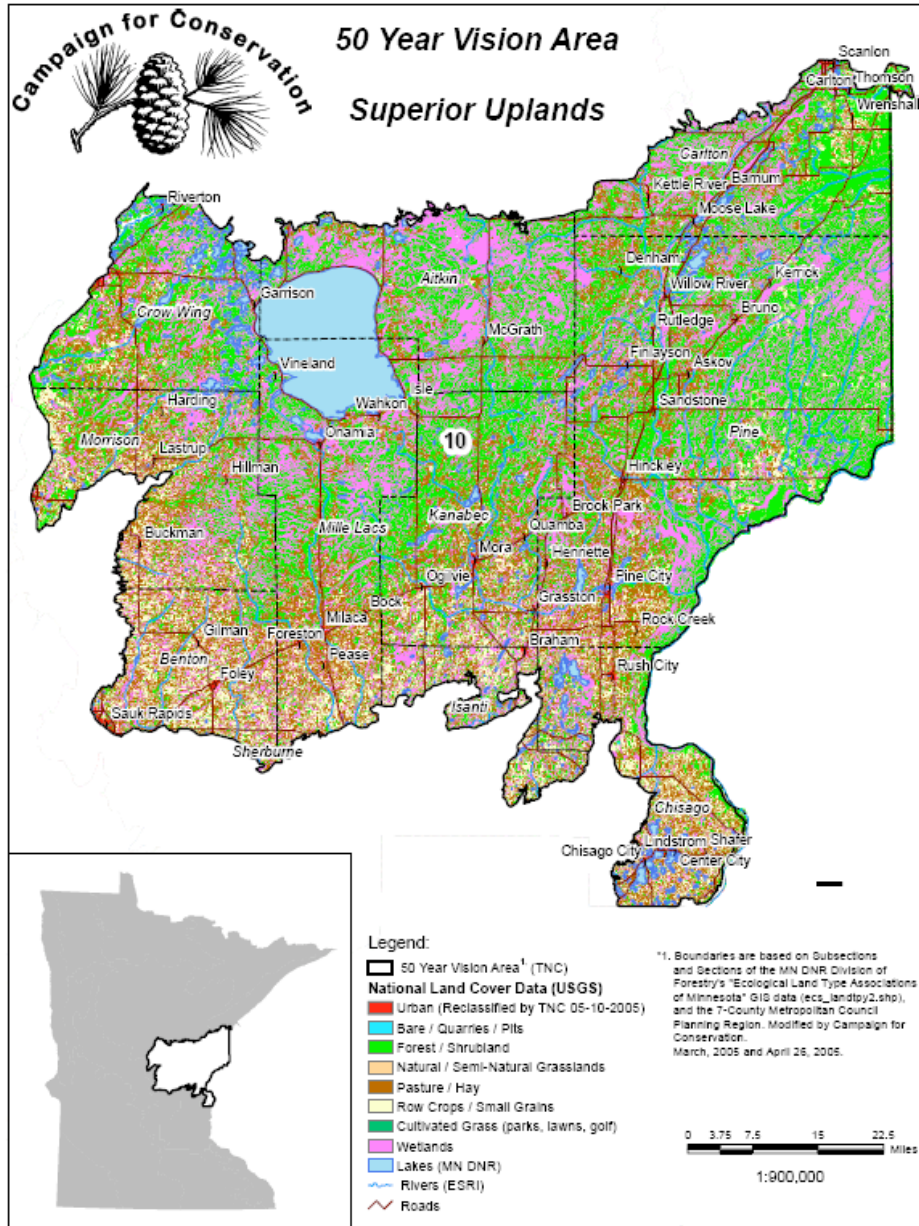 Campaign for Conservation
50 Year Vision Area
Superior Uplands
Scanlon
Carlton
Thomson
Wrenshall
Carlton
Barnum
Kettle River
Moose Lake
Riverton
Denham
Kerrick
Willow River
Garrison
Aitkin
Crow Wing
Bruno
McGrath
Rutledge
Finlayson
Askov
Vineland
Isle
Wahkon
Sandstone
Harding
Onamia
Pine
Morrison
Lastrup
10
Hillman
Hinckley
Brook Park
Mille Lacs
Kanabec
Quamba
Buckman
Mora
Henriette
Ogilvie
Pine City
Bock
Grasston
Milaca
Rock Creek
Gilman
Foreston
Braham
Benton
Pease
Foley
Rush City
Isanti
Sauk Rapids
Sherburne
Chisago
Lindstrom
Shafer
Chisago City
Center City
Legend:
50 Year Vision Area1. (TNC)
National Land Cover Data (USGS)
Urban (Reclassified by TNC 05-10-2005)
Bare / Quarries / Pits
Forest / Shrubland
Natural / Semi-Natural Grasslands
Pasture / Hay
Row Crops / Small Grains
Cultivated Grass (parks, lawns, golf)
Wetlands
Lakes (MN DNR)
Rivers (ESRI)
Roads
*1. Boundaries are based on Subsections
and Sections of the MN DNR Division of
Forestry's "Ecological Land Type Associations
of Minnesota" GIS data (ecs_landtpy2.shp),
and the 7-County Metropolitan Council
Planning Region. Modified by Campaign for
Conservation.
March, 2005 and April 26, 2005.
0 3.75 7.5 15 22.5
Miles
1:900,000